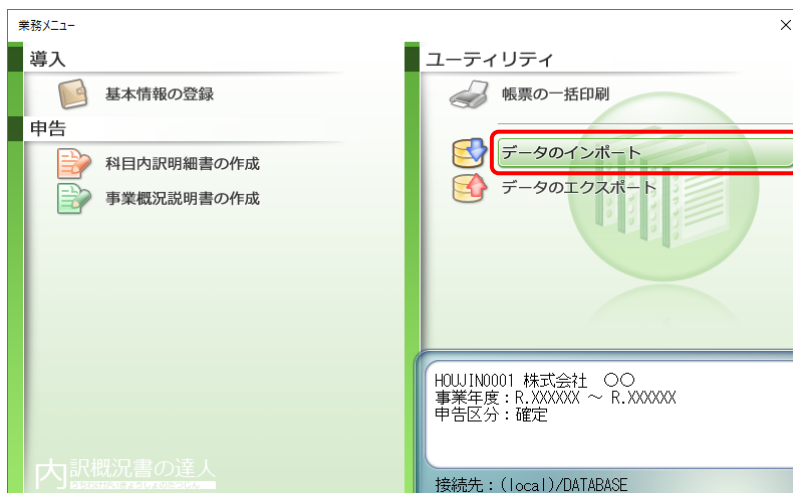 業務メニュー
導入
基本情報の登録
申告
科目内訳明細書の作成
事業概況説明書の作成
ユーティリティ
帳票の一括印刷
データのインポート
データのエクスポート
HOUJIN0001 株式会社 〇〇
事業年度：R.XXXXXX ～ R.XXXXXX
申告区分：確定
内訳概況書の達人
接続先：(local)/DATABASE